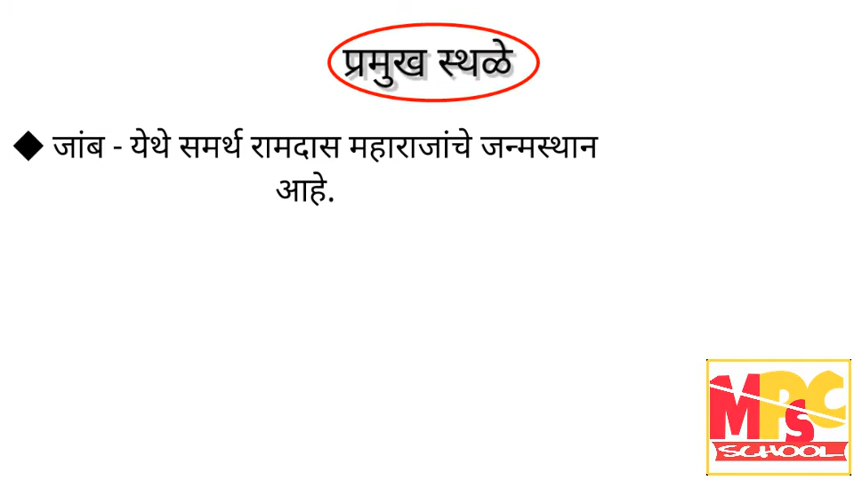 प्रमुख स्थळे
◆ जांब - येथे समर्थ रामदास महाराजांचे जन्मस्थान
आहे.
MPSC
SCHOOL